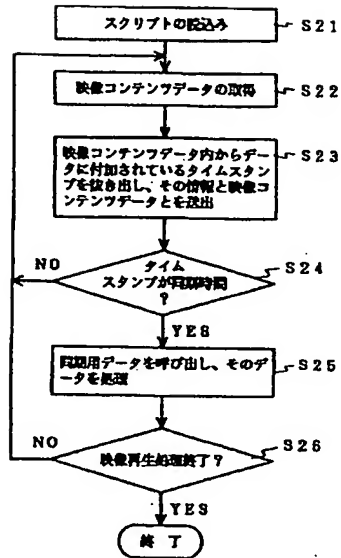 スクリプトの読込み
S21
映像コンテンツデータの取得
S22
映像コンテンツデータ内からデー
タに付加されているタイムスタン
プを抜き出し、その情報と映像コ
ンテンツデータとを送出
S23
タイム
スタンプが同期時間
?
S24
NO
YES
同期用データを呼び出し、そのデ
ータを処理
S25
映像再生処理終了?
S26
NO
YES
終了